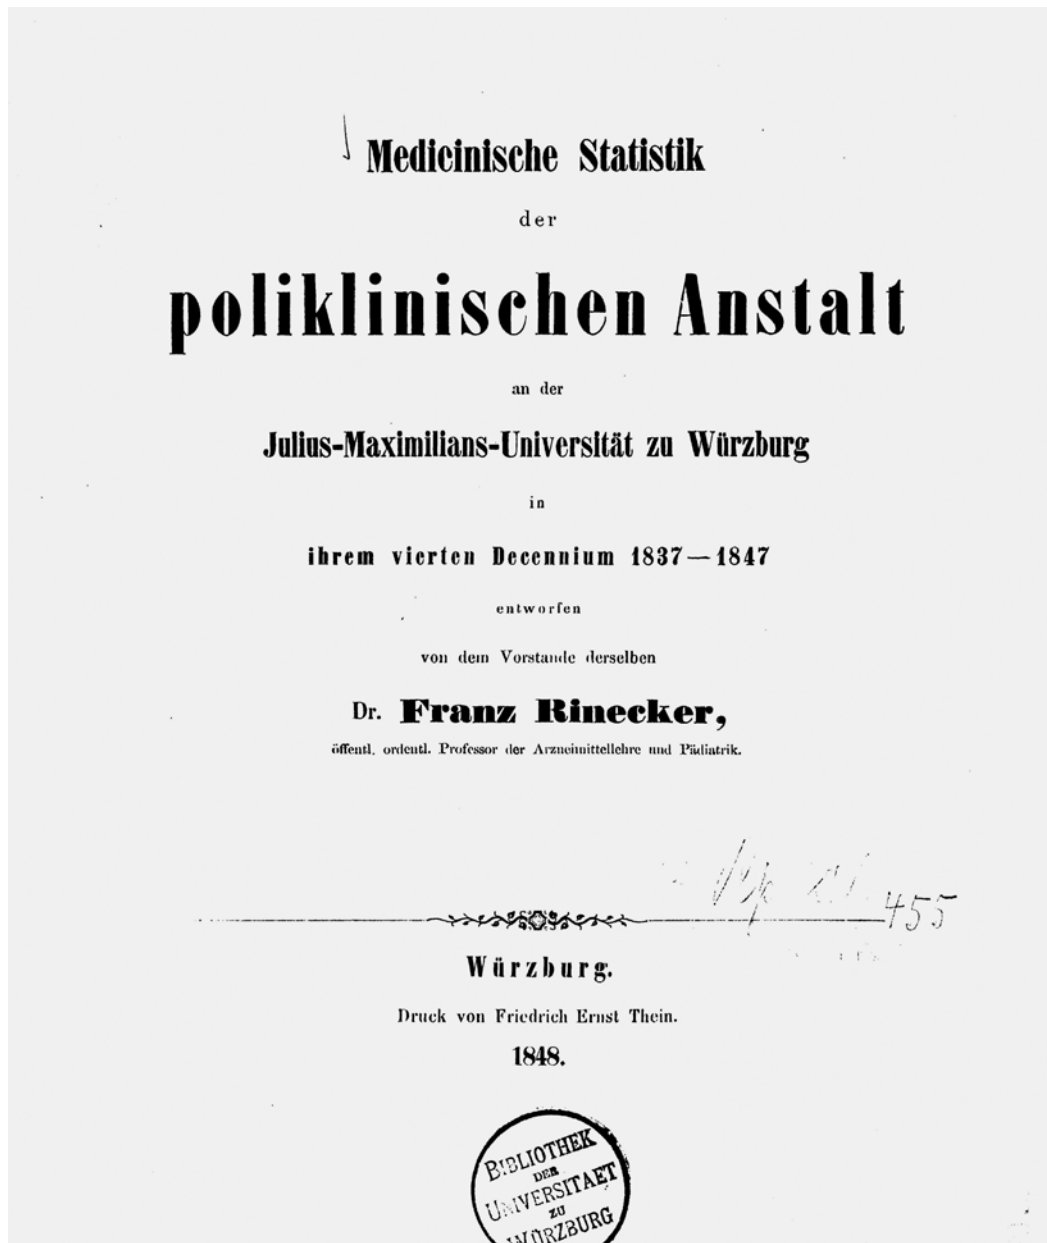 Medicinische Statistik
der
poliklinischen Anstalt
an der
Julius-Maximilians-Universität zu Würzburg
in
ihrem vierten Decennium 1837—1847
entworfen
von dem Vorstande derselben
Dr. Franz Rinecker,
öffentl. ordentl. Professor der Arzneimittellehre und Pädiatrik.
455
Würzburg.
Druck von Friedrich Ernst Thein.
1848.
BIBLIOTHEK
DER
UNIVERSITAET
ZU
WÜRZBURG